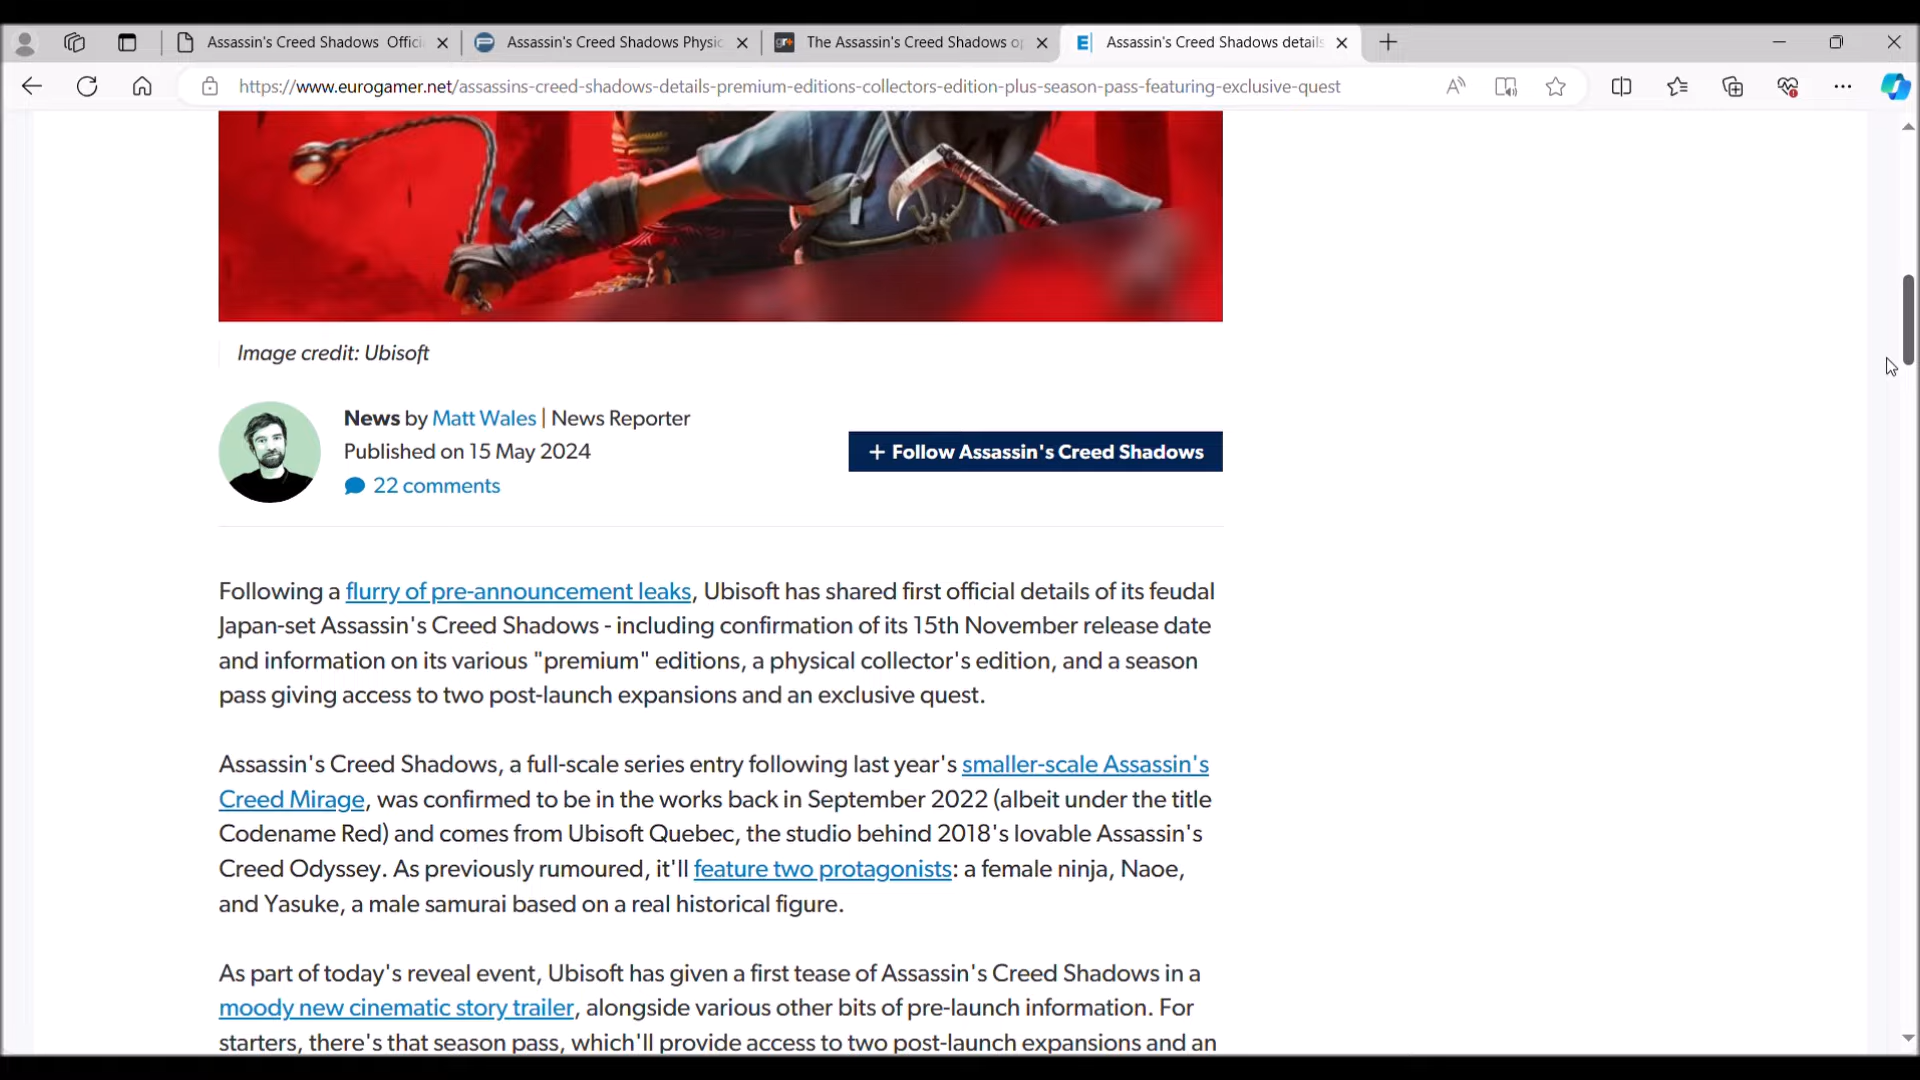 Assassin's Creed Shadows Offici
Assassin's Creed Shadows Physic
gr+
The Assassin's Creed Shadows op
E
Assassin's Creed Shadows details
https://www.eurogamer.net/assassins-creed-shadows-details-premium-editions-collectors-edition-plus-season-pass-featuring-exclusive-quest
Image credit: Ubisoft
News by Matt Wales | News Reporter
Published on 15 May 2024
22 comments
+ Follow Assassin's Creed Shadows
Following a flurry of pre-announcement leaks, Ubisoft has shared first official details of its feudal
Japan-set Assassin's Creed Shadows - including confirmation of its 15th November release date
and information on its various "premium" editions, a physical collector's edition, and a season
pass giving access to two post-launch expansions and an exclusive quest.
Assassin's Creed Shadows, a full-scale series entry following last year's smaller-scale Assassin's
Creed Mirage, was confirmed to be in the works back in September 2022 (albeit under the title
Codename Red) and comes from Ubisoft Quebec, the studio behind 2018's lovable Assassin's
Creed Odyssey. As previously rumoured, it'll feature two protagonists: a female ninja, Naoe,
and Yasuke, a male samurai based on a real historical figure.
As part of today's reveal event, Ubisoft has given a first tease of Assassin's Creed Shadows in a
moody new cinematic story trailer, alongside various other bits of pre-launch information. For
starters, there's that season pass, which'll provide access to two post-launch expansions and an